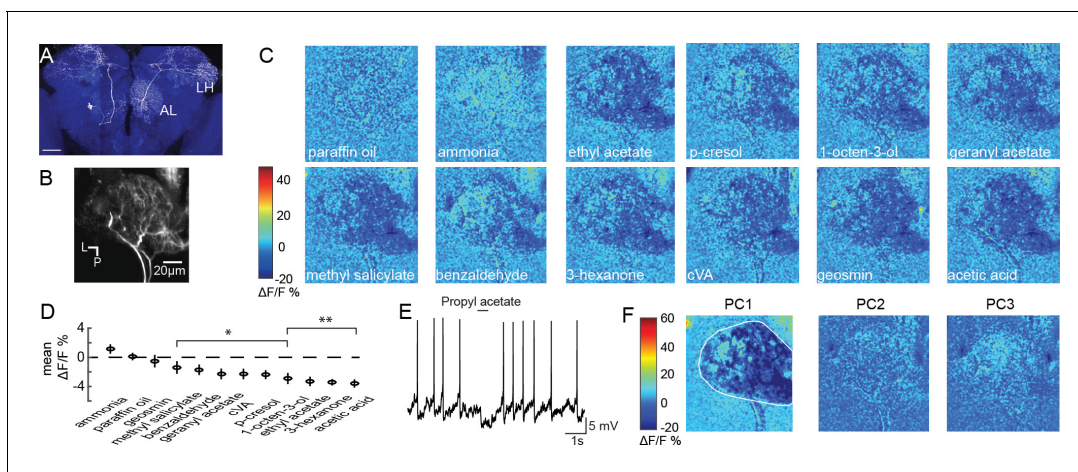 A
LH
AL
B
L
P
20µm
C
paraffin oil
ammonia
ethyl acetate
p-cresol
1-octen-3-ol
geranyl acetate
40
20
0
-20
ΔF/F %
methyl salicylate
benzaldehyde
3-hexanone
cVA
geosmin
acetic acid
D
mean
ΔF/F %
4
0
-4
*
**
ammonia
paraffin oil
geosmin
methyl salicylate
benzaldehyde
geranyl acetate
cVA
p-cresol
1-octen-3-ol
ethyl acetate
3-hexanone
acetic acid
E
Propyl acetate
5 mV
1s
F
PC1
PC2
PC3
60
40
20
0
-20
ΔF/F %